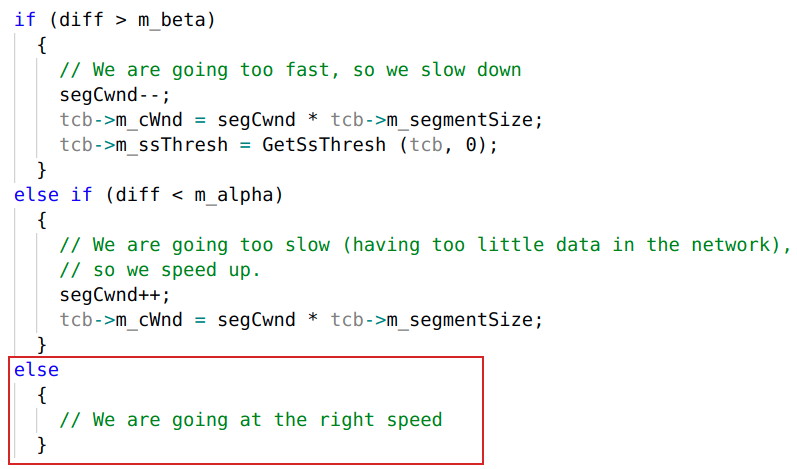 if (diff > m_beta)
{
// We are going too fast, so we slow down
segCwnd--;
tcb->m_cWnd = segCwnd * tcb->m_segmentSize;
tcb->m_ssThresh = GetSsThresh (tcb, 0);
}
else if (diff < m_alpha)
{
// We are going too slow (having too little data in the network),
// so we speed up.
segCwnd++;
tcb->m_cWnd = segCwnd * tcb->m_segmentSize;
}
else
{
// We are going at the right speed
}